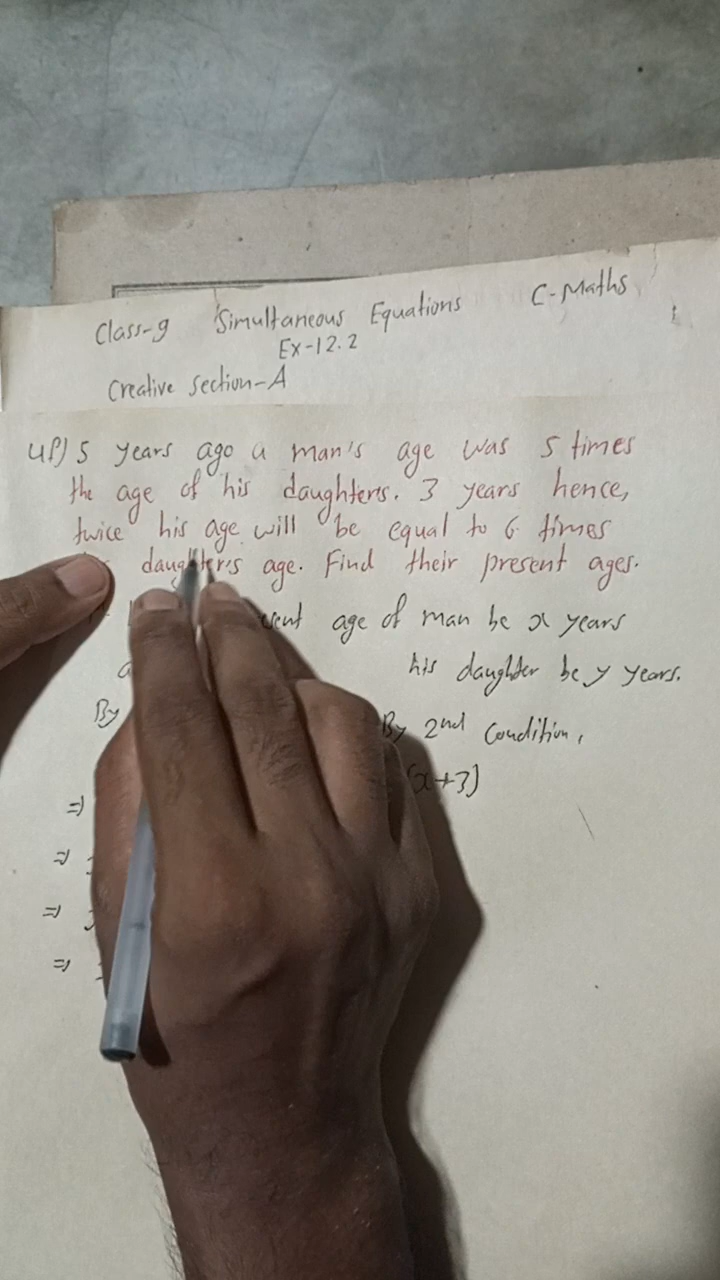 Class-9 Simultaneous Equations C-Maths
Ex-12.2
Creative Section-A
4P) 5 years ago a man's age was 5 times
the age of his daughters. 3 years hence,
twice his age will be equal to 6 times
daughter's age. Find their present ages.
age of man be x years
his daughter be y years.
By By 2nd Condition,
(x+3)
⇒
⇒
⇒
⇒